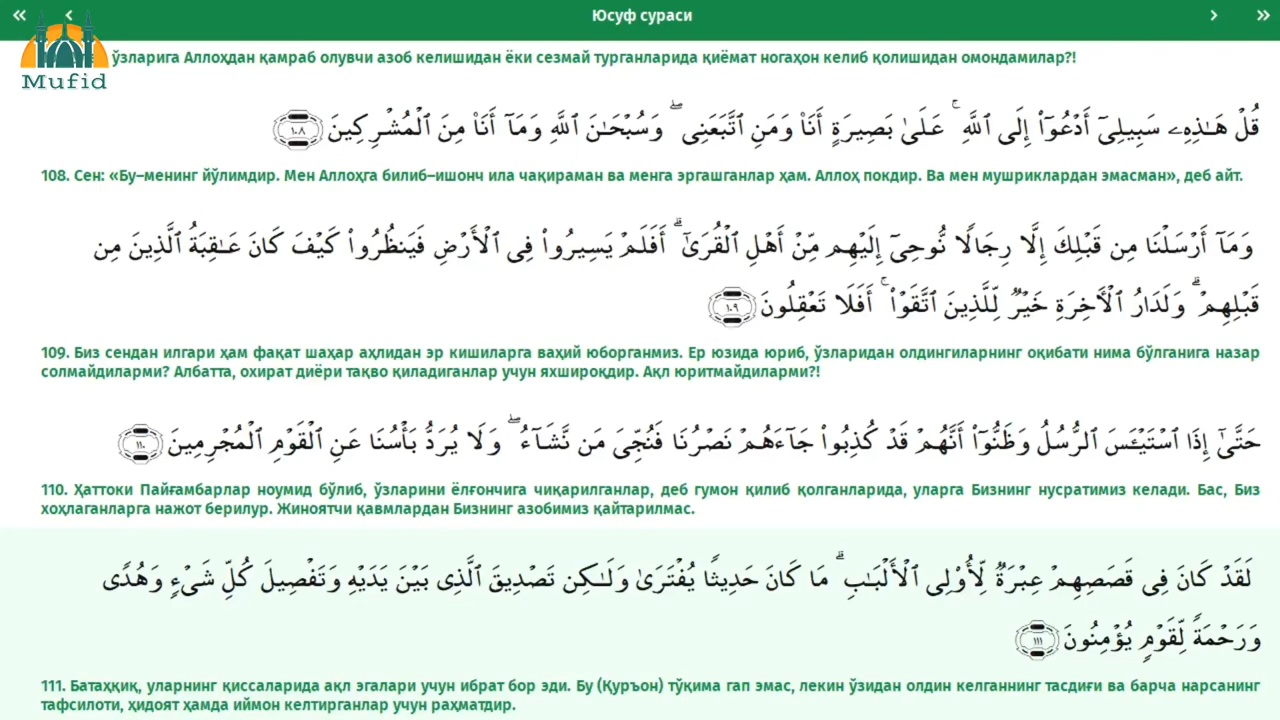 Юсуф сураси
Mufid
ўзларига Аллоҳдан қамраб олувчи азоб келишидан ёки сезмай турганларида қиёмат ногаҳон келиб қолишидан омондамилар?!
قُلْ هَـٰذِهِۦ سَبِيلِىٓ أَدْعُوٓا۟ إِلَى ٱللَّهِ ۚ عَلَىٰ بَصِيرَةٍ أَنَا۠ وَمَنِ ٱتَّبَعَنِى ۖ وَسُبْحَـٰنَ ٱللَّهِ وَمَآ أَنَا۠ مِنَ ٱلْمُشْرِكِينَ ١٠٨
108. Сен: «Бу–менинг йўлимдир. Мен Аллоҳга билиб–ишонч ила чақираман ва менга эргашганлар ҳам. Аллоҳ покдир. Ва мен мушриклардан эмасман», деб айт.
وَمَآ أَرْسَلْنَا مِن قَبْلِكَ إِلَّا رِجَالًا نُّوحِىٓ إِلَيْهِم مِّنْ أَهْلِ ٱلْقُرَىٰٓ ۗ أَفَلَمْ يَسِيرُوا۟ فِى ٱلْأَرْضِ فَيَنظُرُوا۟ كَيْفَ كَانَ عَـٰقِبَةُ ٱلَّذِينَ مِن
قَبْلِهِمْ ۗ وَلَدَارُ ٱلْـَٔاخِرَةِ خَيْرٌ لِّلَّذِينَ ٱتَّقَوْا۟ ۚ أَفَلَا تَعْقِلُونَ ١٠٩
109. Биз сендан илгари ҳам фақат шаҳар аҳлидан эр кишиларга ваҳий юборганмиз. Ер юзида юриб, ўзларидан олдингиларнинг оқибати нима бўлганига назар
солмайдиларми? Албатта, охират диёри тақво қиладиганлар учун яхшироқдир. Ақл юритмайдиларми?!
حَتَّىٰٓ إِذَا ٱسْتَيْـَٔسَ ٱلرُّسُلُ وَظَنُّوٓا۟ أَنَّهُمْ قَدْ كُذِبُوا۟ جَآءَهُمْ نَصْرُنَا فَنُجِّىَ مَن نَّشَآءُ ۖ وَلَا يُرَدُّ بَأْسُنَا عَنِ ٱلْقَوْمِ ٱلْمُجْرِمِينَ ١١٠
110. Ҳаттоки Пайғамбарлар ноумид бўлиб, ўзларини ёлғончига чиқарилганлар, деб гумон қилиб қолганларида, уларга Бизнинг нусратимиз келади. Бас, Биз
хоҳлаганларга нажот берилур. Жиноятчи қавмлардан Бизнинг азобимиз қайтарилмас.
لَقَدْ كَانَ فِى قَصَصِهِمْ عِبْرَةٌ لِّأُو۟لِى ٱلْأَلْبَـٰبِ ۗ مَا كَانَ حَدِيثًا يُفْتَرَىٰ وَلَـٰكِن تَصْدِيقَ ٱلَّذِى بَيْنَ يَدَيْهِ وَتَفْصِيلَ كُلِّ شَىْءٍ وَهُدًى
وَرَحْمَةً لِّقَوْمٍ يُؤْمِنُونَ ١١١
111. Батаҳқиқ, уларнинг қиссаларида ақл эгалари учун ибрат бор эди. Бу (Қуръон) тўқима гап эмас, лекин ўзидан олдин келганнинг тасдиғи ва барча нарсанинг
тафсилоти, ҳидоят ҳамда иймон келтирганлар учун раҳматдир.